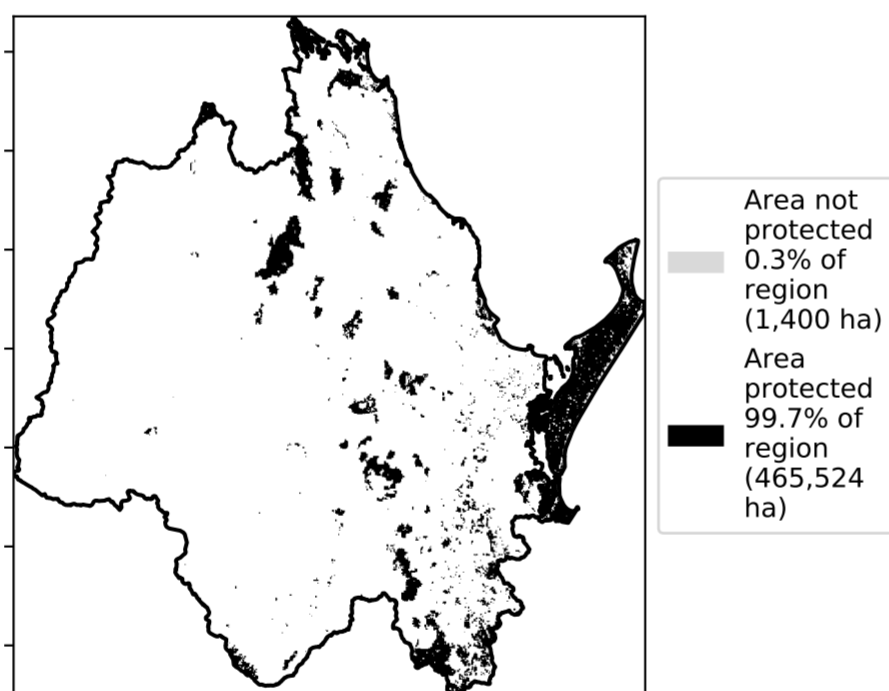 Area not
protected
0.3% of
region
(1,400 ha)
Area
protected
99.7% of
region
(465,524
ha)